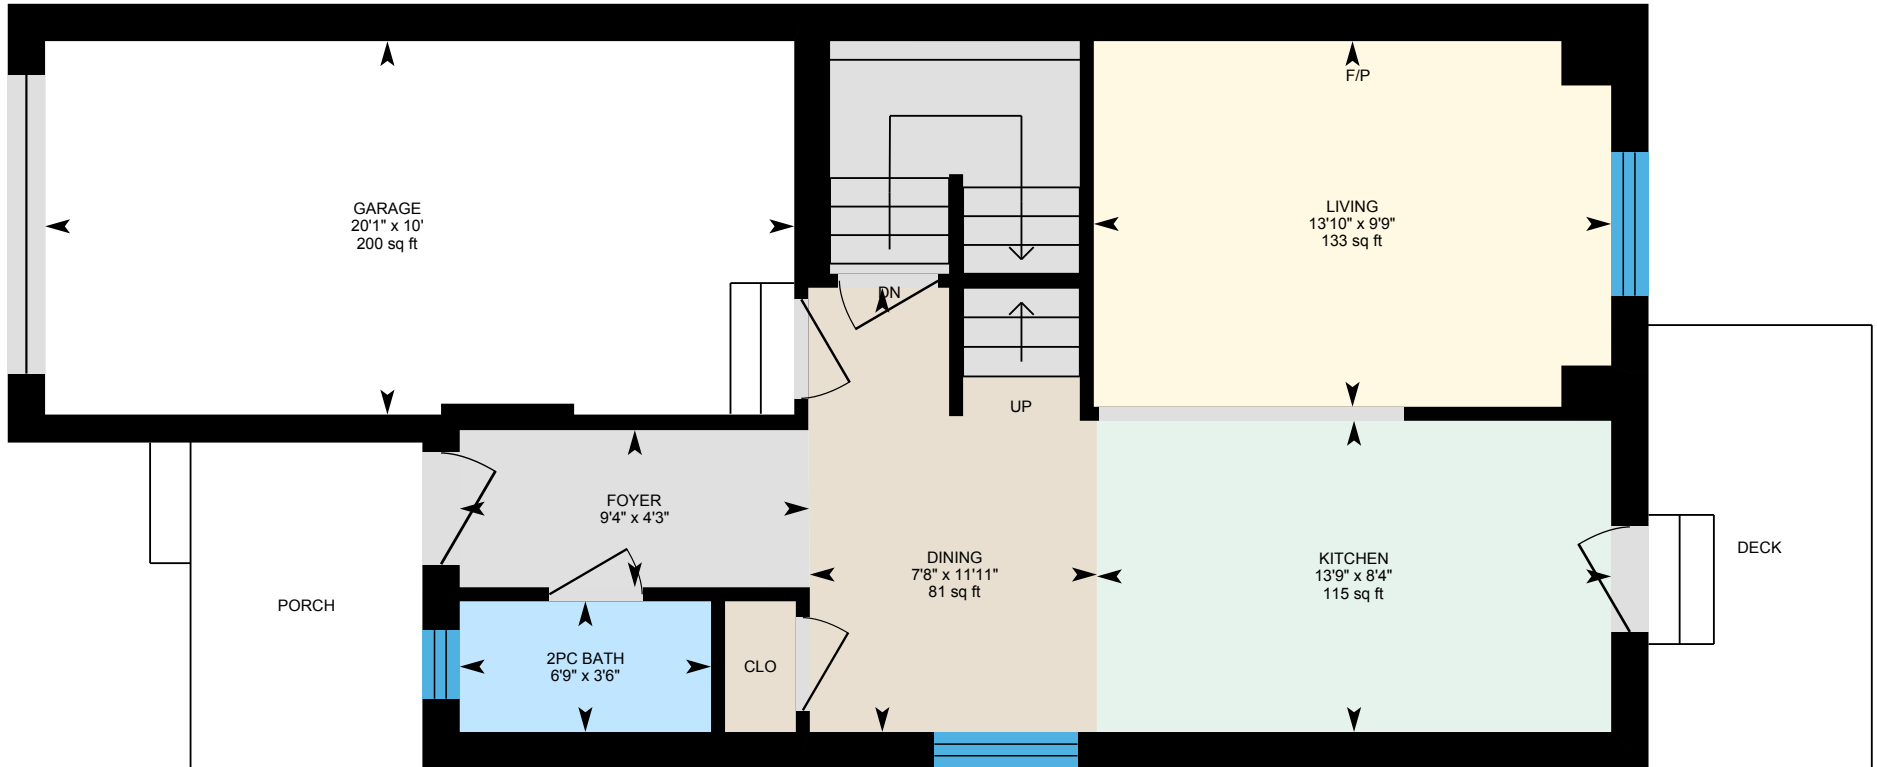 F/P
GARAGE
20'1" x 10'
200 sq ft
LIVING
13'10" x 9'9"
133 sq ft
DN
UP
FOYER
9'4" x 4'3"
DINING
7'8" x 11'11"
81 sq ft
KITCHEN
13'9" x 8'4"
115 sq ft
DECK
PORCH
2PC BATH
6'9" x 3'6"
CLO